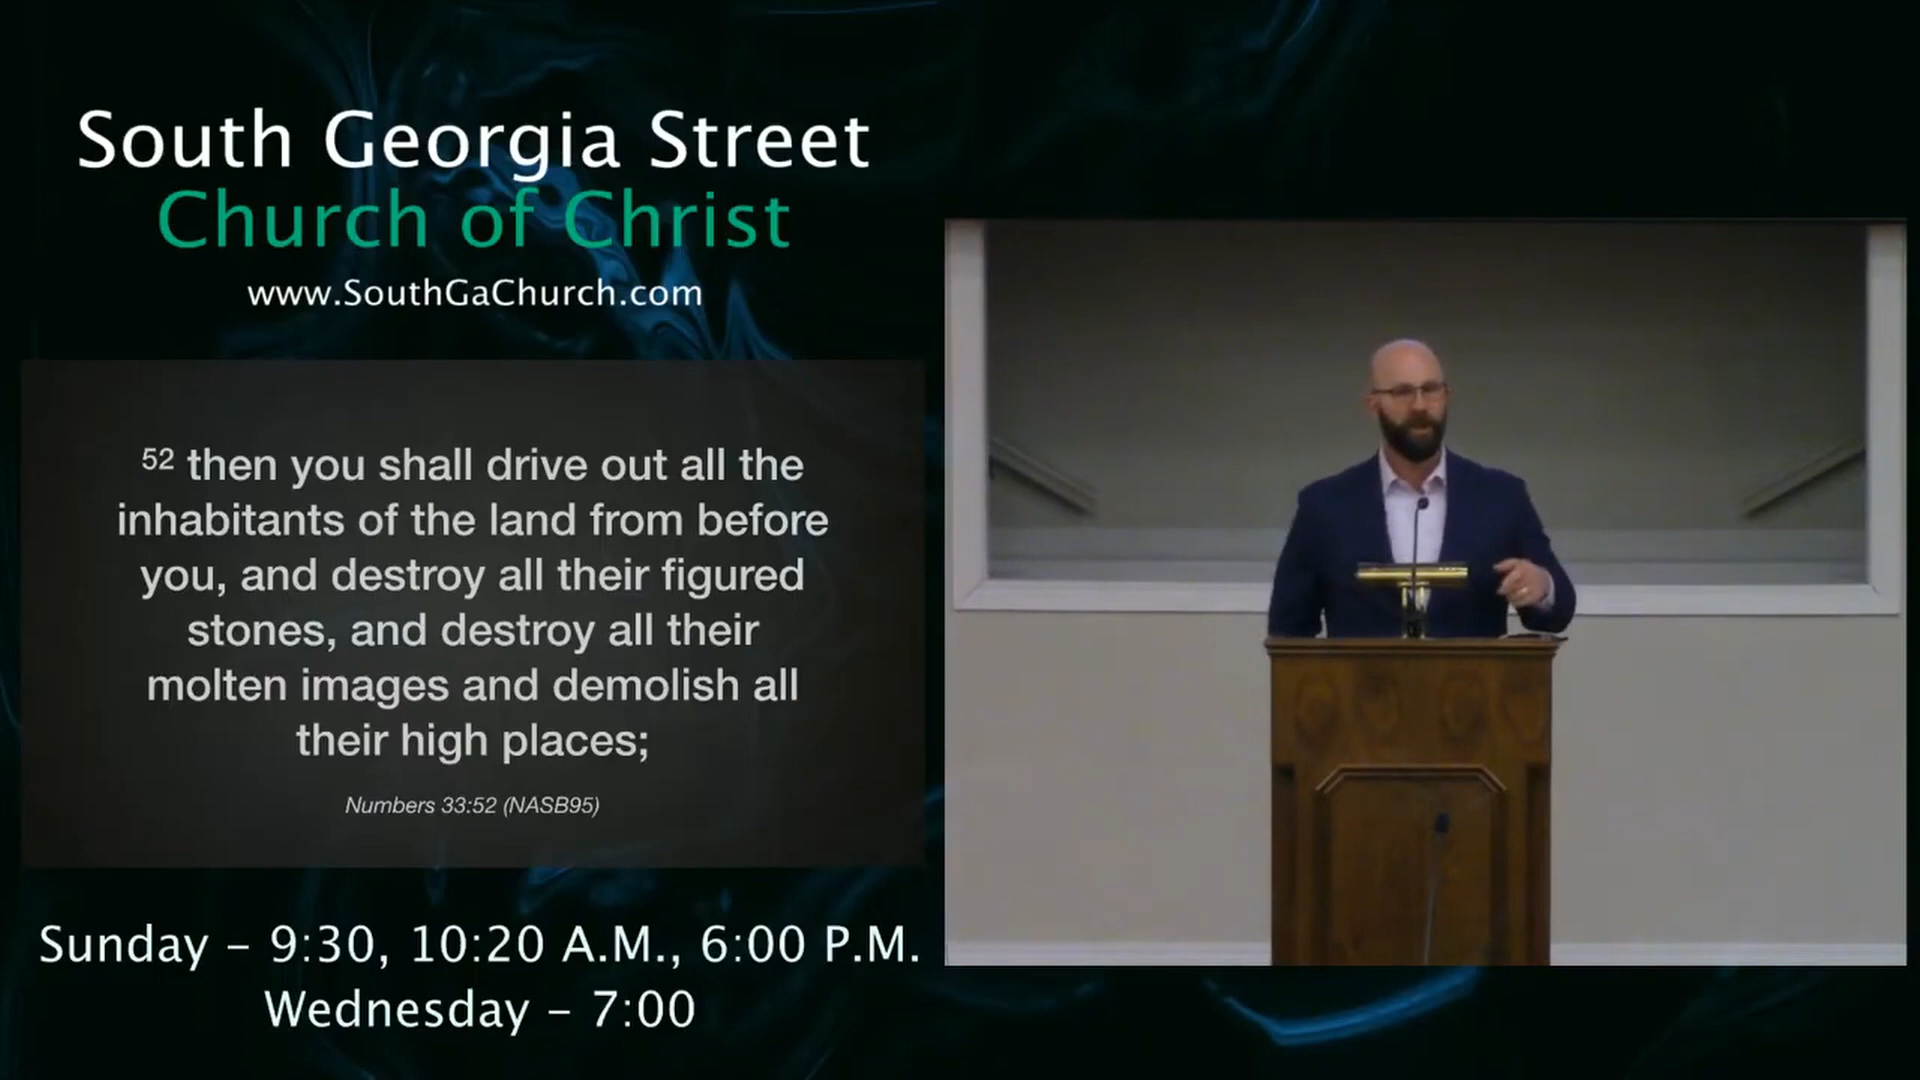 South Georgia Street
Church of Christ
www.SouthGaChurch.com
52 then you shall drive out all the
inhabitants of the land from before
you, and destroy all their figured
stones, and destroy all their
molten images and demolish all
their high places;
Numbers 33:52 (NASB95)
Sunday – 9:30, 10:20 A.M., 6:00 P.M.
Wednesday – 7:00